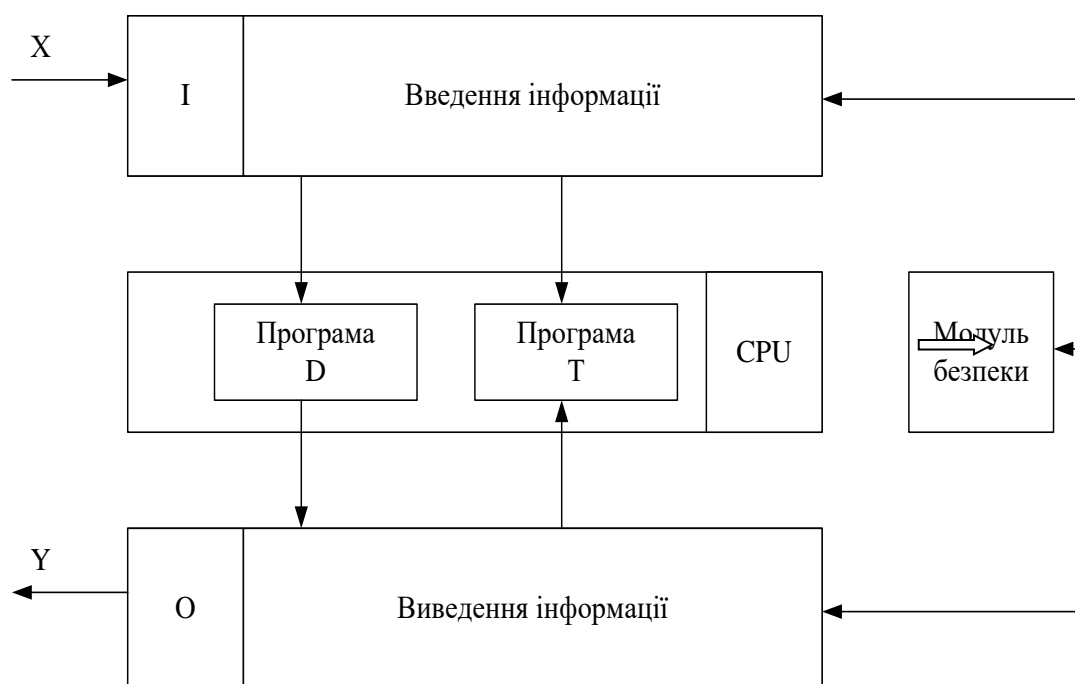 X
I
Введення інформації
Програма
D
Програма
T
CPU
Модуль
безпеки
Y
O
Виведення інформації